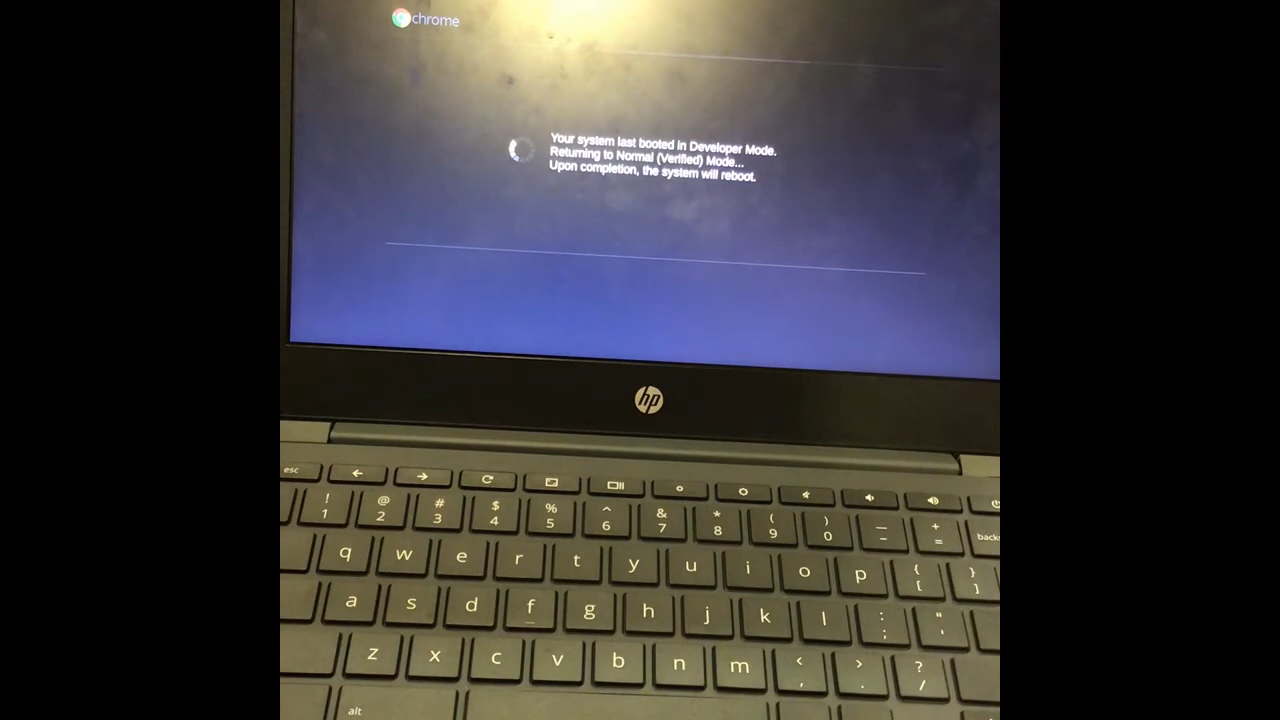 chrome
Your system last booted in Developer Mode.
Returning to Normal (Verified) Mode...
Upon completion, the system will reboot.
hp
esc
! @ # $ % ^ & * ( ) _ +
1 2 3 4 5 6 7 8 9 0 - = back
q w e r t y u i o p { [ } ]
a s d f g h j k l : ; " '
z x c v b n m < , > . ? /
alt